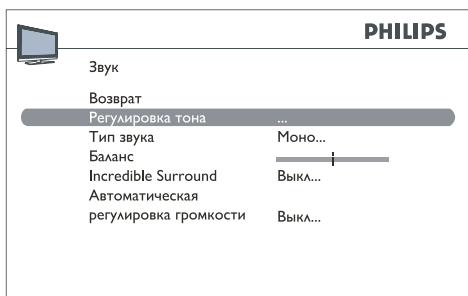 PHILIPS
Звук
Возврат
Регулировка тона ...
Тип звука Моно...
Баланс
Incredible Surround Выкл...
Автоматическая
регулировка громкости Выкл...